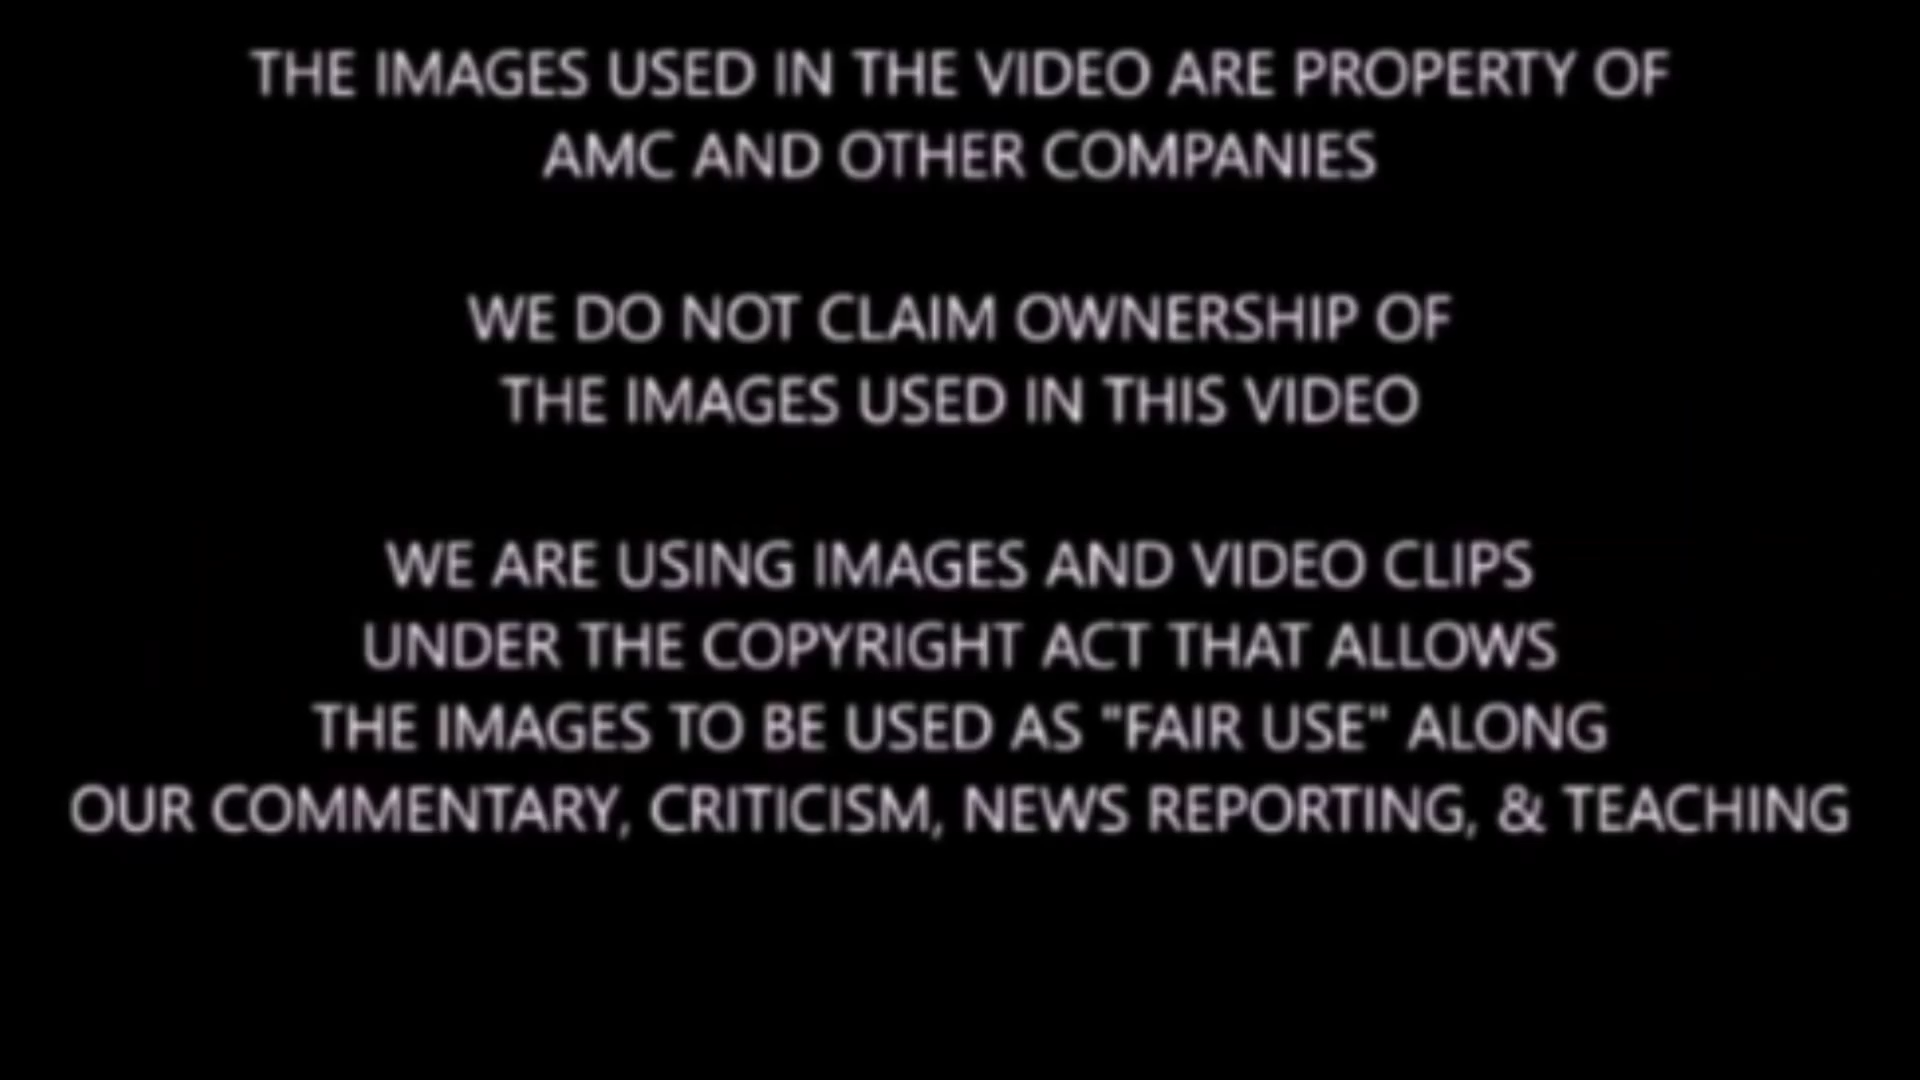 THE IMAGES USED IN THE VIDEO ARE PROPERTY OF
AMC AND OTHER COMPANIES
WE DO NOT CLAIM OWNERSHIP OF
THE IMAGES USED IN THIS VIDEO
WE ARE USING IMAGES AND VIDEO CLIPS
UNDER THE COPYRIGHT ACT THAT ALLOWS
THE IMAGES TO BE USED AS "FAIR USE" ALONG
OUR COMMENTARY, CRITICISM, NEWS REPORTING, & TEACHING